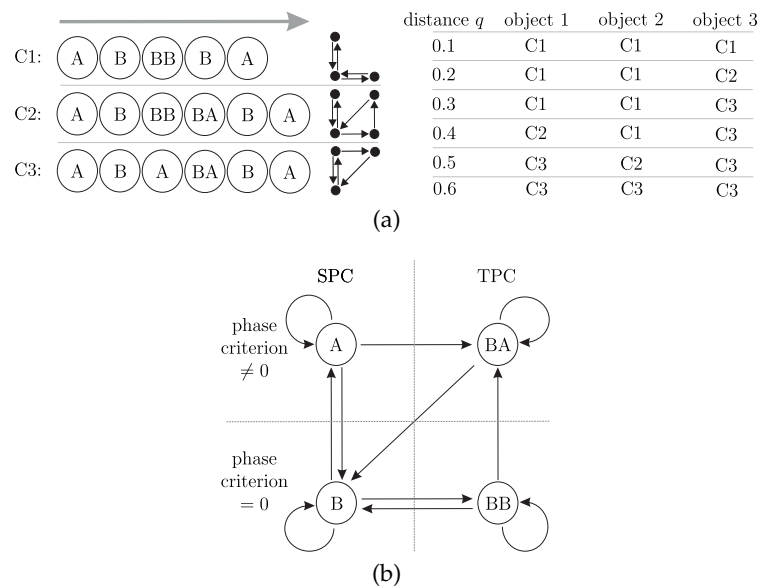 distance q object 1 object 2 object 3
C1: A B BB B A
0.1 C1 C1 C1
0.2 C1 C1 C2
C2: A B BB BA B A
0.3 C1 C1 C3
0.4 C2 C1 C3
C3: A B A BA B A
0.5 C3 C2 C3
0.6 C3 C3 C3
(a)
SPC TPC
phase
criterion
≠ 0
A BA
phase
criterion
= 0
B BB
(b)